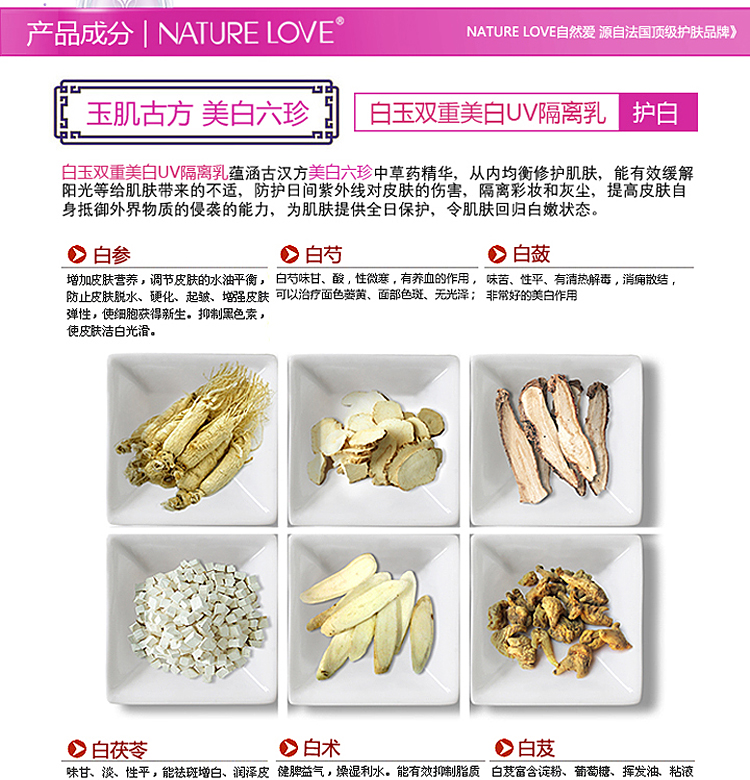 产品成分 | NATURE LOVE®
NATURE LOVE自然爱 源自法国顶级护肤品牌》
玉肌古方 美白六珍
白玉双重美白UV隔离乳 护白
白玉双重美白UV隔离乳蕴涵古汉方美白六珍中草药精华，从内均衡修护肌肤，能有效缓解
阳光等给肌肤带来的不适，防护日间紫外线对皮肤的伤害，隔离彩妆和灰尘，提高皮肤自
身抵御外界物质的侵袭的能力，为肌肤提供全日保护，令肌肤回归白嫩状态。
白参
增加皮肤营养，调节皮肤的水油平衡，
防止皮肤脱水、硬化、起皱、增强皮肤
弹性，使细胞获得新生。抑制黑色素，
使皮肤洁白光滑。
白芍
白芍味甘、酸，性微寒，有养血的作用，
可以治疗面色萎黄、面部色斑、无光泽；
白蔹
味苦、性平、有清热解毒，消痈散结，
非常好的美白作用
白茯苓
味甘、淡、性平，能祛斑增白、润泽皮
白术
健脾益气，燥湿利水。能有效抑制脂质
白芨
白芨富含淀粉、葡萄糖、挥发油、粘液